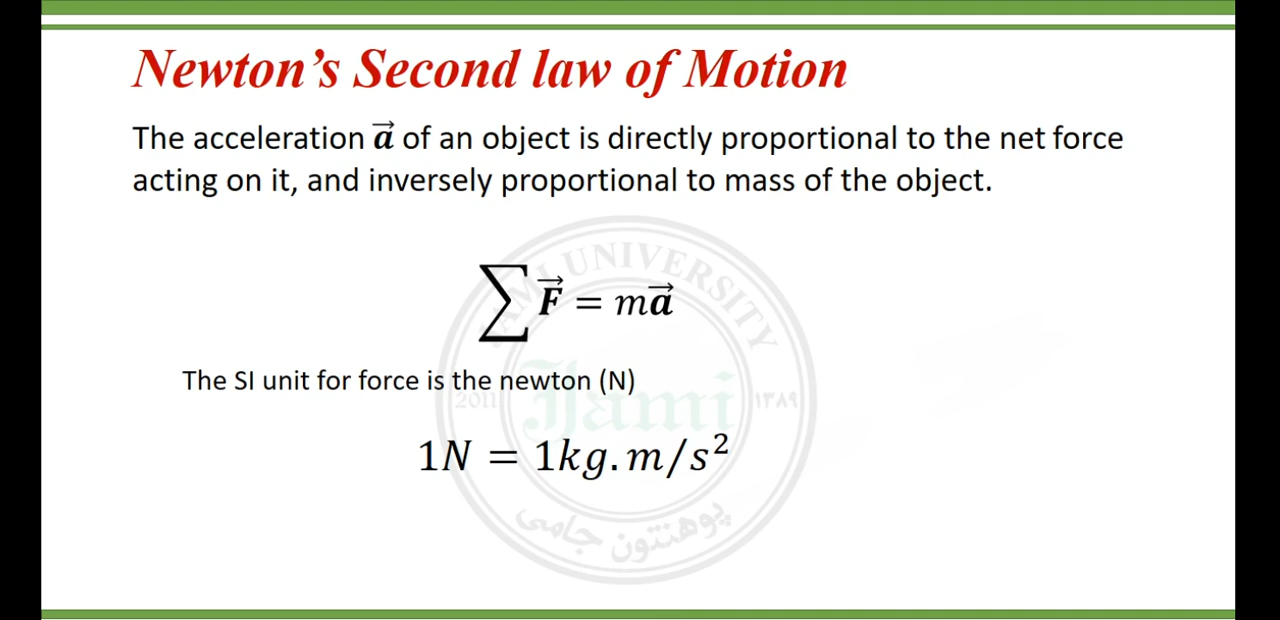 Newton’s Second law of Motion
The acceleration a⃗ of an object is directly proportional to the net force
acting on it, and inversely proportional to mass of the object.
∑ F⃗ = ma⃗
The SI unit for force is the newton (N)
1N = 1kg.m/s²
JAMI UNIVERSITY
2011 Jami ۱۳۸۹
پوهنتون جامی